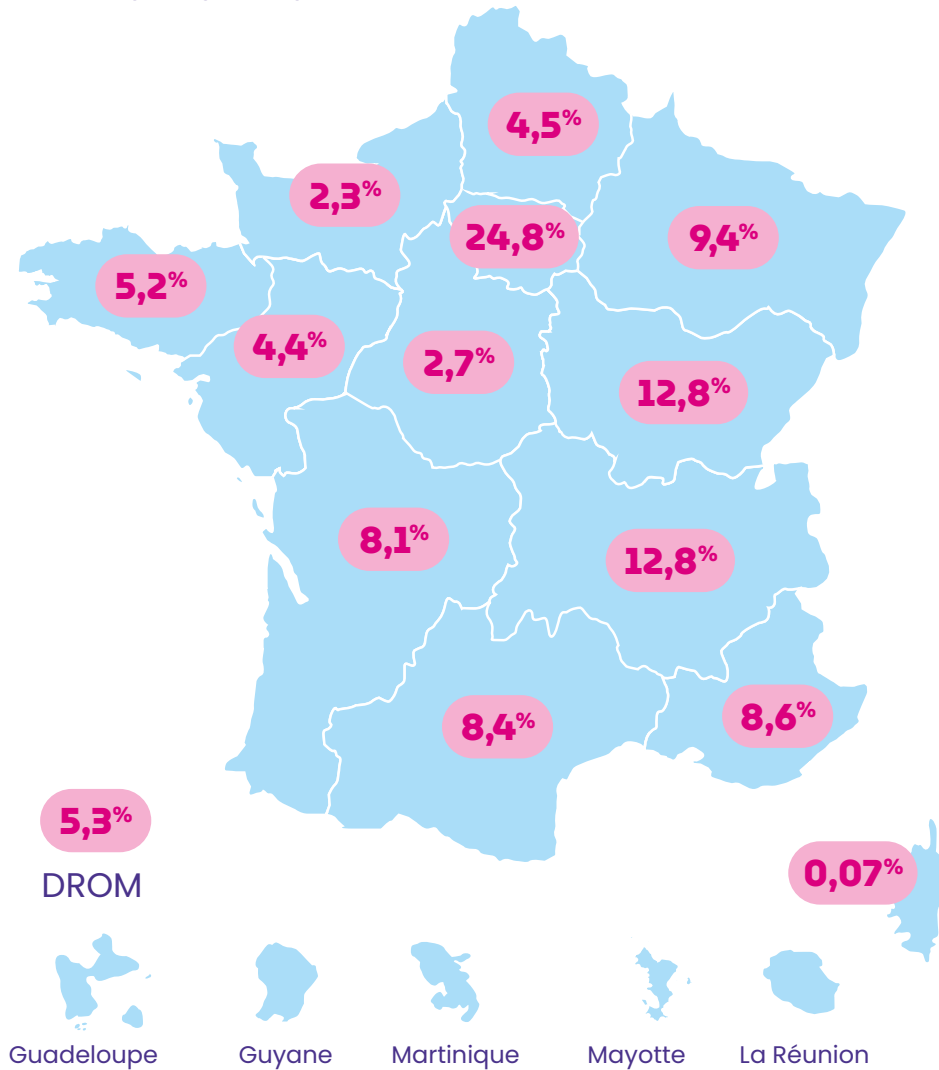 4,5%
2,3%
24,8%
9,4%
5,2%
4,4%
2,7%
12,8%
8,1%
12,8%
8,4%
8,6%
5,3%
DROM
0,07%
Guadeloupe
Guyane
Martinique
Mayotte
La Réunion